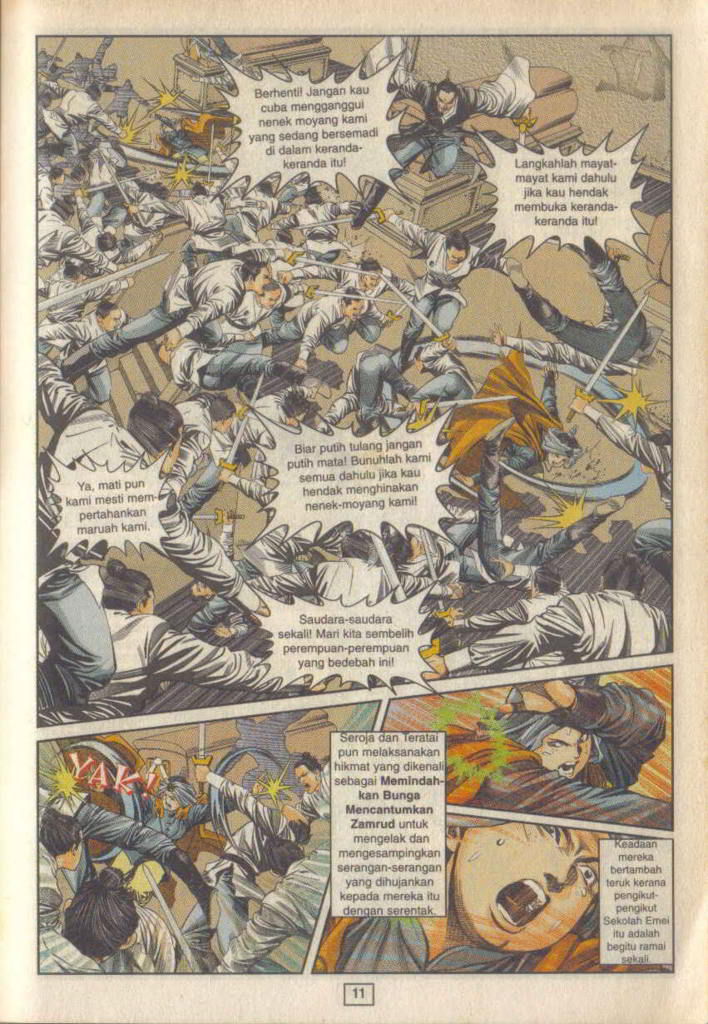 Berhenti! Jangan kau
cuba mengganggui
nenek moyang kami
yang sedang bersemadi
di dalam keranda-
keranda itu!
Langkahlah mayat-
mayat kami dahulu
jika kau hendak
membuka keranda-
keranda itu!
Biar putih tulang jangan
putih mata! Bunuhlah kami
semua dahulu jika kau
hendak menghinakan
nenek-moyang kami!
Ya, mati pun
kami mesti mem-
pertahankan
maruah kami.
Saudara-saudara
sekali! Mari kita sembelih
perempuan-perempuan
yang bedebah ini!
YAK!
Seroja dan Teratai
pun melaksanakan
hikmat yang dikenali
sebagai Memindah-
kan Bunga
Mencantumkan
Zamrud untuk
mengelak dan
mengesampingkan
serangan-serangan
yang dihujankan
kepada mereka itu
dengan serentak.
Keadaan
mereka
bertambah
teruk kerana
pengikut-
pengikut
Sekolah Emei
itu adalah
begitu ramai
sekali.
11